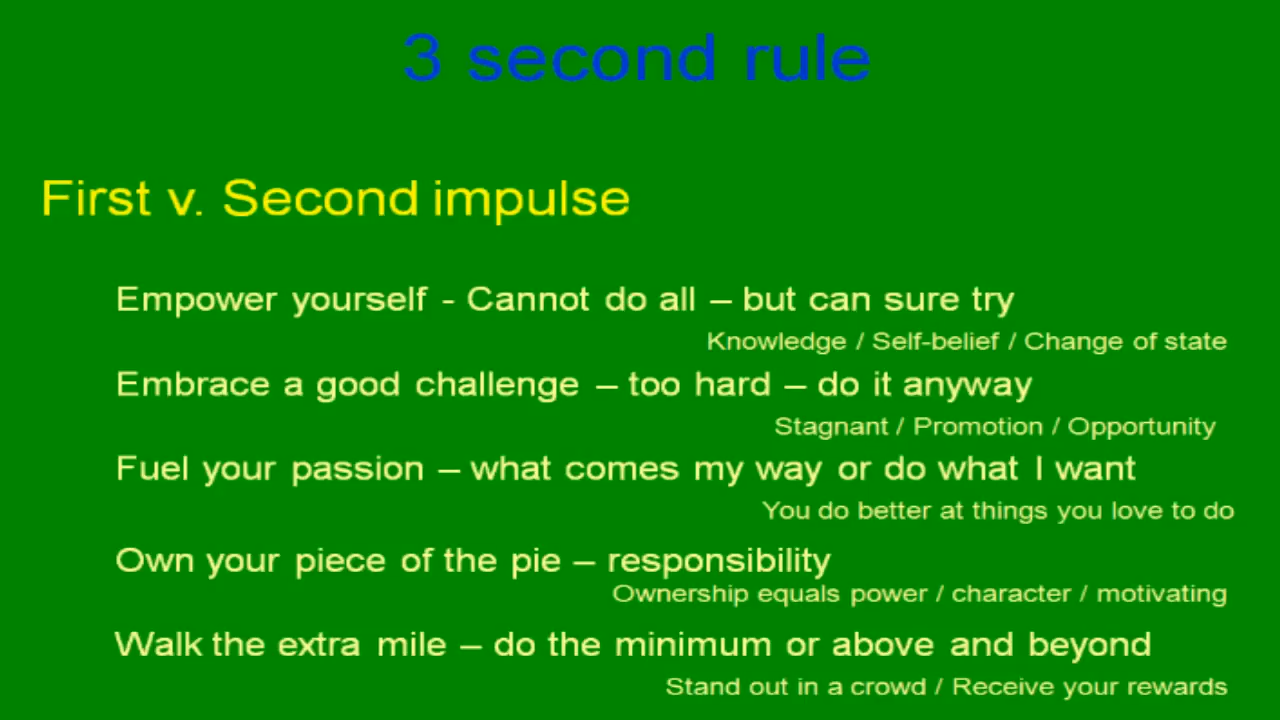 3 second rule
First v. Second impulse
Empower yourself - Cannot do all – but can sure try
Knowledge / Self-belief / Change of state
Embrace a good challenge – too hard – do it anyway
Stagnant / Promotion / Opportunity
Fuel your passion – what comes my way or do what I want
You do better at things you love to do
Own your piece of the pie – responsibility
Ownership equals power / character / motivating
Walk the extra mile – do the minimum or above and beyond
Stand out in a crowd / Receive your rewards